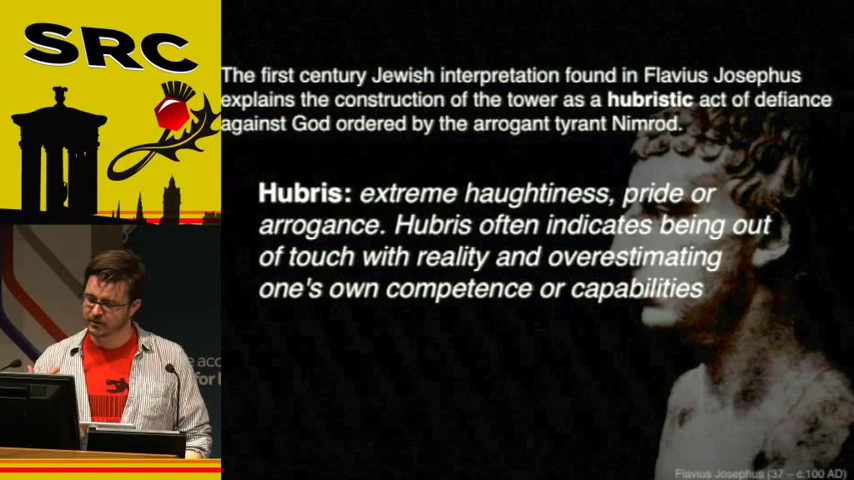 SRC
The first century Jewish interpretation found in Flavius Josephus
explains the construction of the tower as a hubristic act of defiance
against God ordered by the arrogant tyrant Nimrod.
Hubris: extreme haughtiness, pride or
arrogance. Hubris often indicates being out
of touch with reality and overestimating
one's own competence or capabilities
e acc
for
Flavius Josephus (37 – c.100 AD)